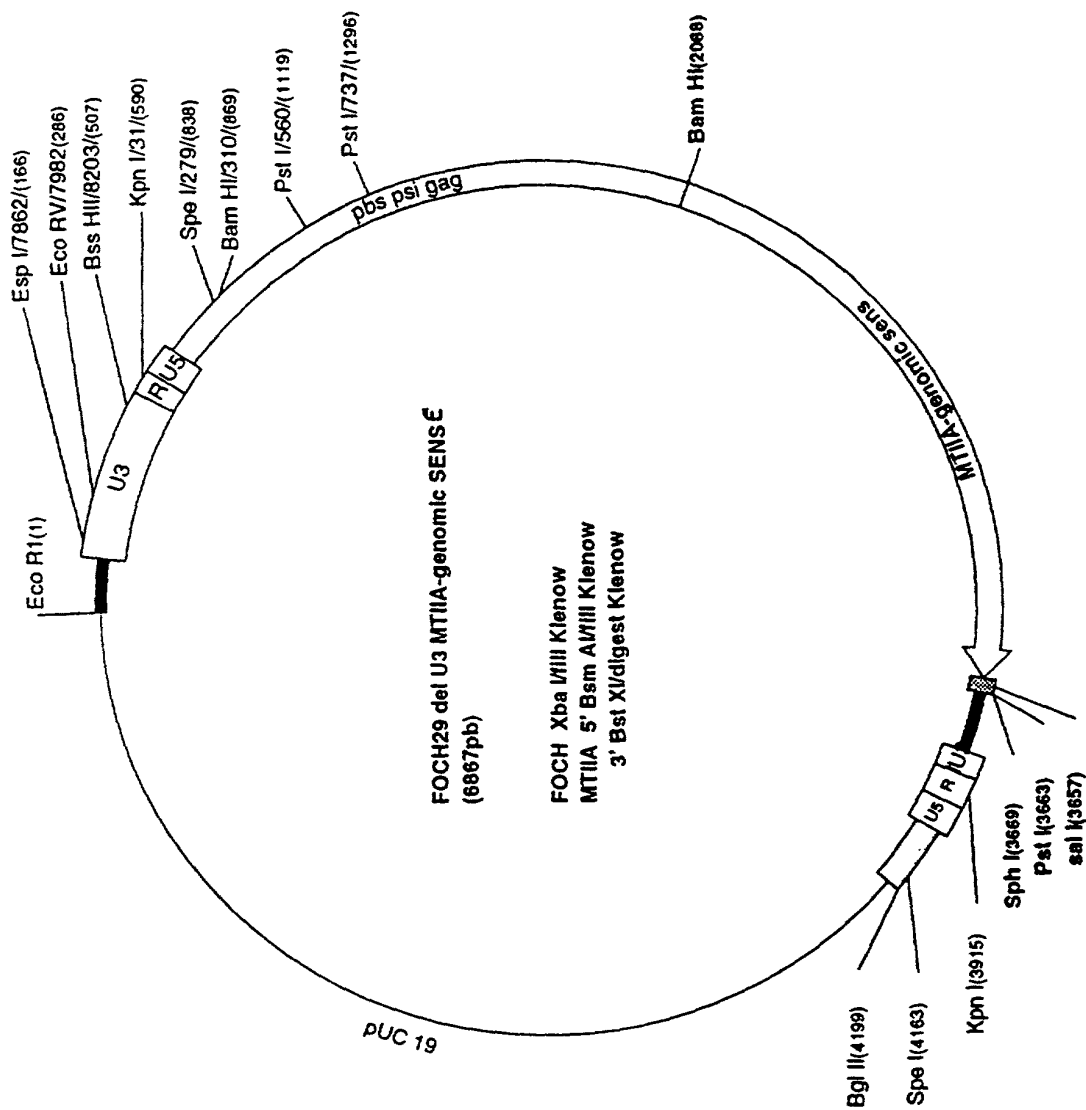 Eco R1(1)
Esp I/7862/(166)
Eco RV/7982(286)
Bss HII/8203/(507)
Kpn I/31/(590)
Spe I/279/(838)
Bam HI/310/(869)
Pst I/560/(1119)
Pst I/737/(1296)
Bam HI(2068)
U3
R
U5
pbs psi gag
MTIIA-genomic sens
FOCH29 del U3 MTIIA-genomic SENSE
(6867pb)
FOCH Xba I/fill Klenow
MTIIA 5' Bsm AI/fill Klenow
3' Bst XI/digest Klenow
sal I(3657)
Pst I(3663)
Sph I(3669)
U
R
U5
Kpn I(3915)
Spe I(4163)
Bgl II(4199)
pUC 19